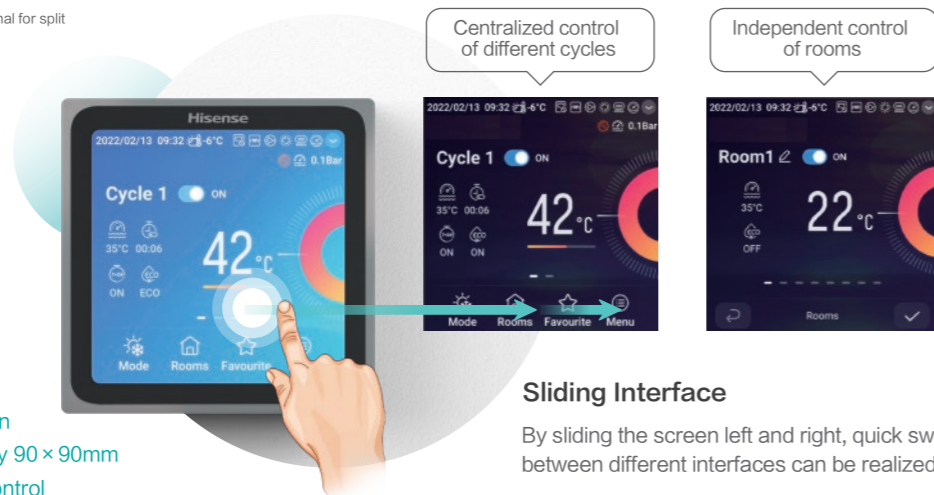 nal for split
Centralized control
of different cycles
Independent control
of rooms
Hisense
2022/02/13 09:32 -6°C
0.1Bar
Cycle 1 ON
35°C 00:06
ON ECO
42°C
Mode Rooms Favourite
2022/02/13 09:32 -6°C
0.1Bar
Cycle 1 ON
35°C 00:06
ECO
ON ON
42°C
Mode Rooms Favourite Menu
2022/02/13 09:32 -6°C
Room1 ON
35°C
ECO
OFF
22°C
Rooms
Sliding Interface
By sliding the screen left and right, quick sw
between different interfaces can be realized
n
y 90×90mm
ontrol